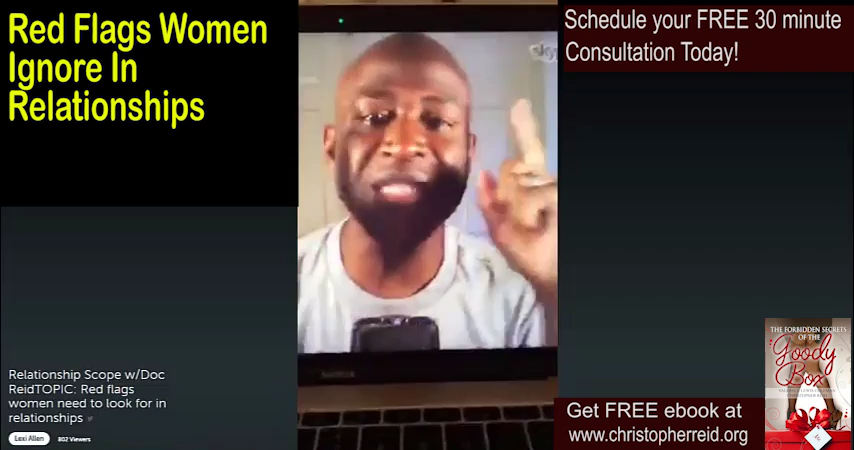 Red Flags Women
Ignore In
Relationships
Schedule your FREE 30 minute
Consultation Today!
Relationship Scope w/Doc
ReidTOPIC: Red flags
women need to look for in
relationships
Lexi Allen
802 Viewers
Get FREE ebook at
www.christopherreid.org
THE FORBIDDEN SECRETS
OF THE
Goody
Box